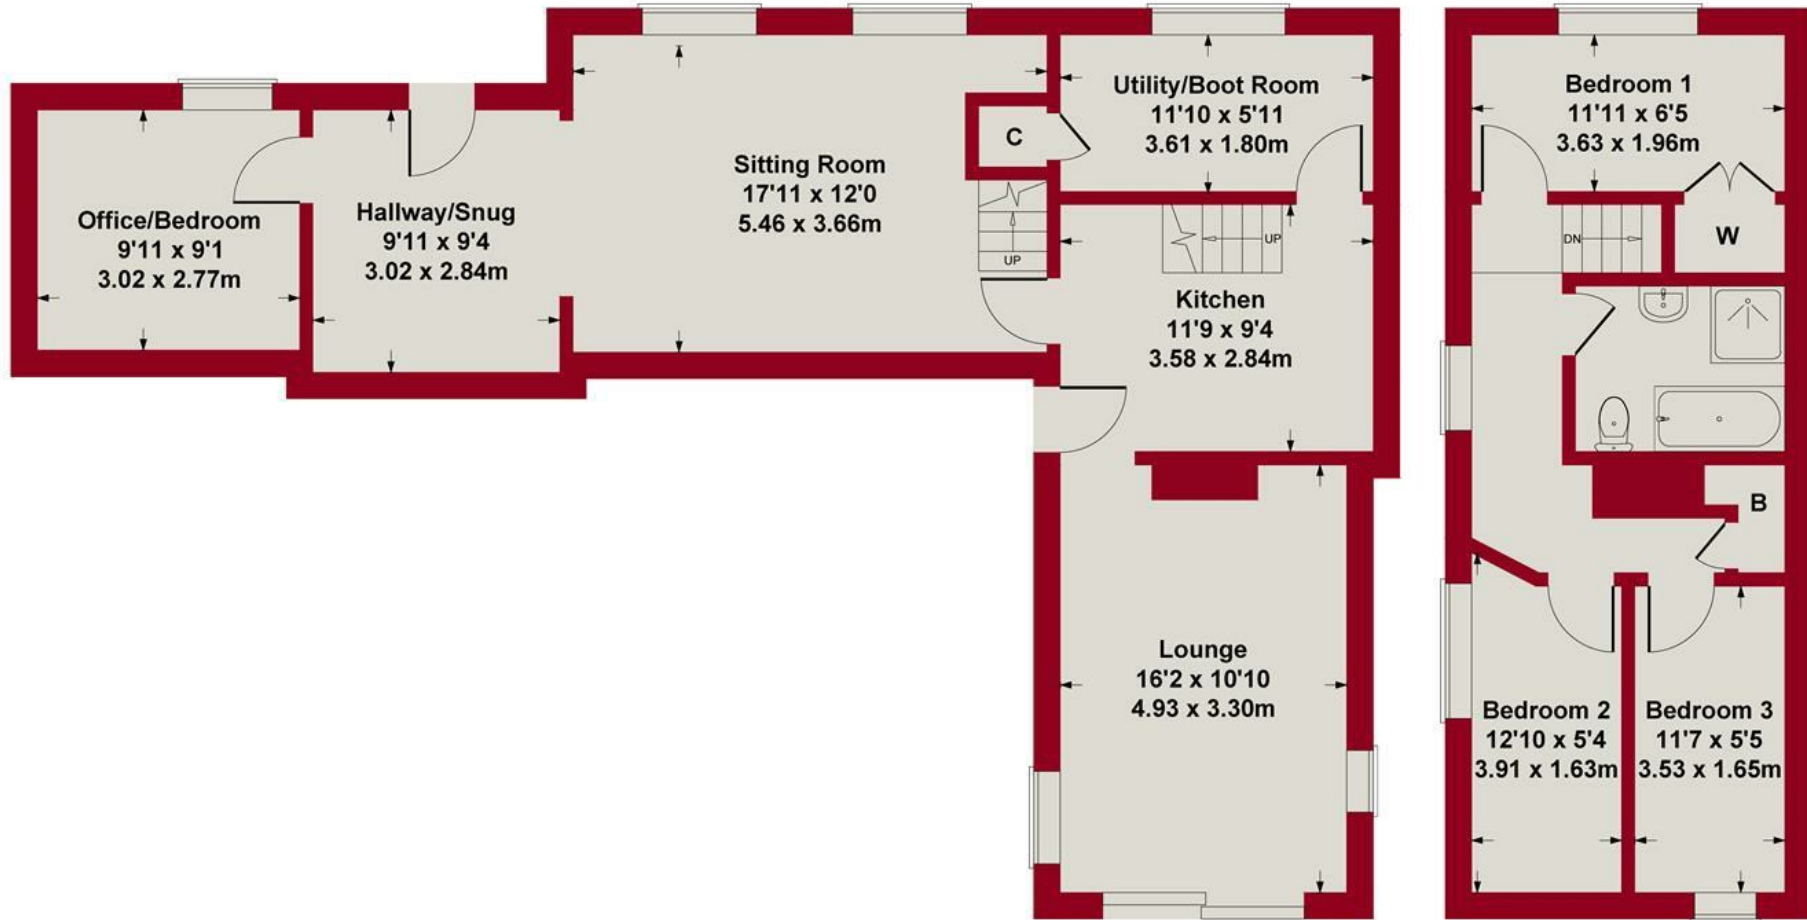 Office/Bedroom
9'11 x 9'1
3.02 x 2.77m
Hallway/Snug
9'11 x 9'4
3.02 x 2.84m
Sitting Room
17'11 x 12'0
5.46 x 3.66m
C
UP
Utility/Boot Room
11'10 x 5'11
3.61 x 1.80m
UP
Kitchen
11'9 x 9'4
3.58 x 2.84m
Lounge
16'2 x 10'10
4.93 x 3.30m
Bedroom 1
11'11 x 6'5
3.63 x 1.96m
DN
W
B
Bedroom 2
12'10 x 5'4
3.91 x 1.63m
Bedroom 3
11'7 x 5'5
3.53 x 1.65m